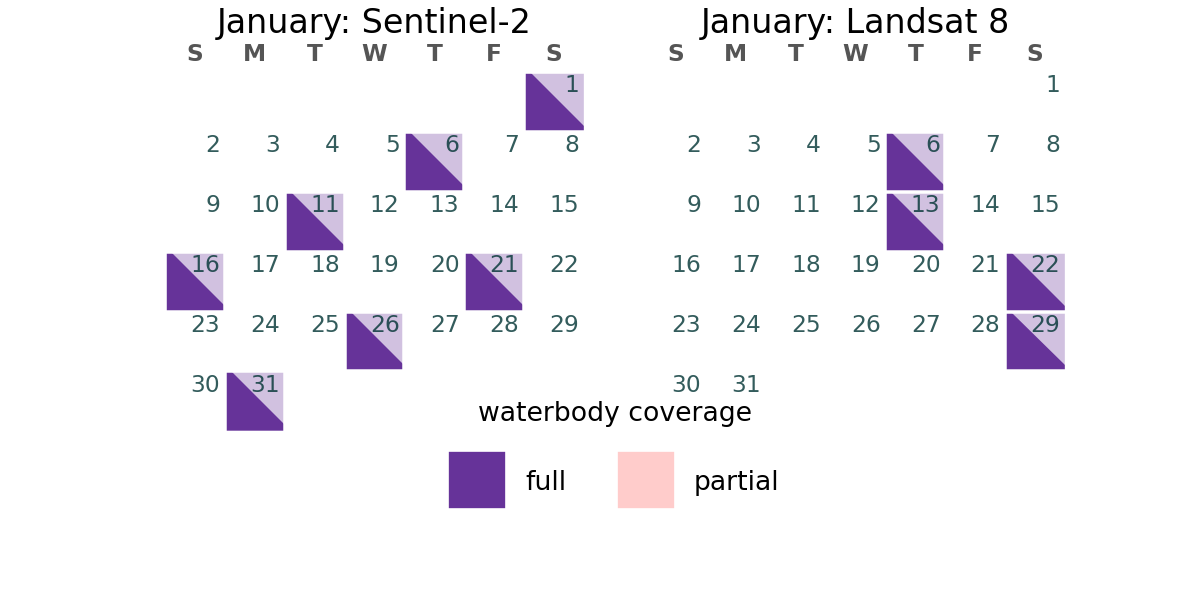 January: Sentinel-2
S M T W T F S
1
2 3 4 5 6 7 8
9 10 11 12 13 14 15
16 17 18 19 20 21 22
23 24 25 26 27 28 29
30 31
January: Landsat 8
S M T W T F S
1
2 3 4 5 6 7 8
9 10 11 12 13 14 15
16 17 18 19 20 21 22
23 24 25 26 27 28 29
30 31
waterbody coverage
full partial